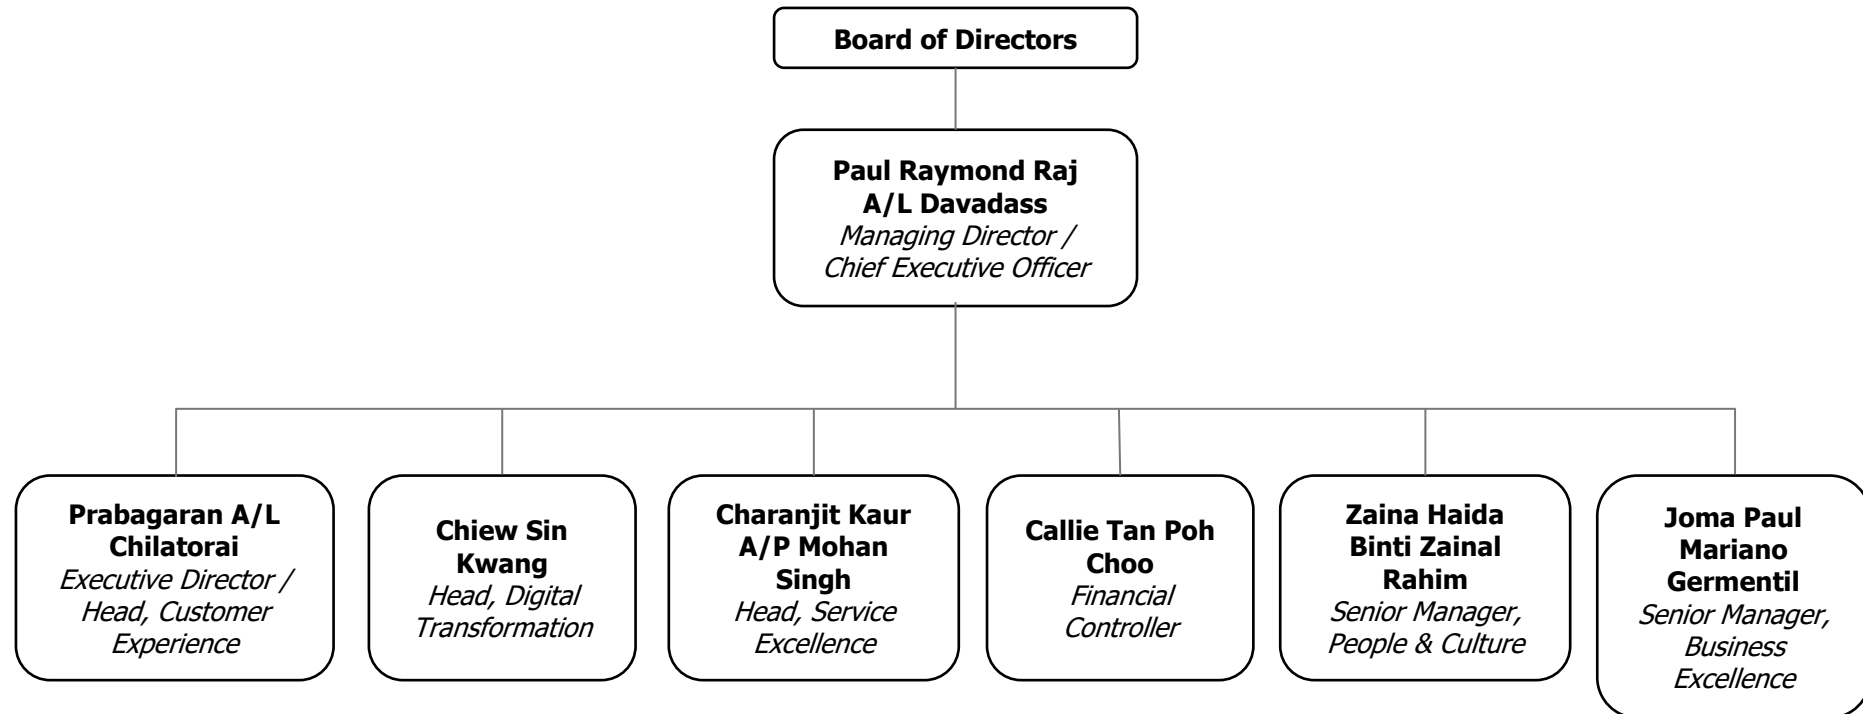 Board of Directors
Paul Raymond Raj
A/L Davadass
Managing Director /
Chief Executive Officer
Prabagaran A/L
Chilatorai
Executive Director /
Head, Customer
Experience
Chiew Sin
Kwang
Head, Digital
Transformation
Charanjit Kaur
A/P Mohan
Singh
Head, Service
Excellence
Callie Tan Poh
Choo
Financial
Controller
Zaina Haida
Binti Zainal
Rahim
Senior Manager,
People & Culture
Joma Paul
Mariano
Germentil
Senior Manager,
Business
Excellence